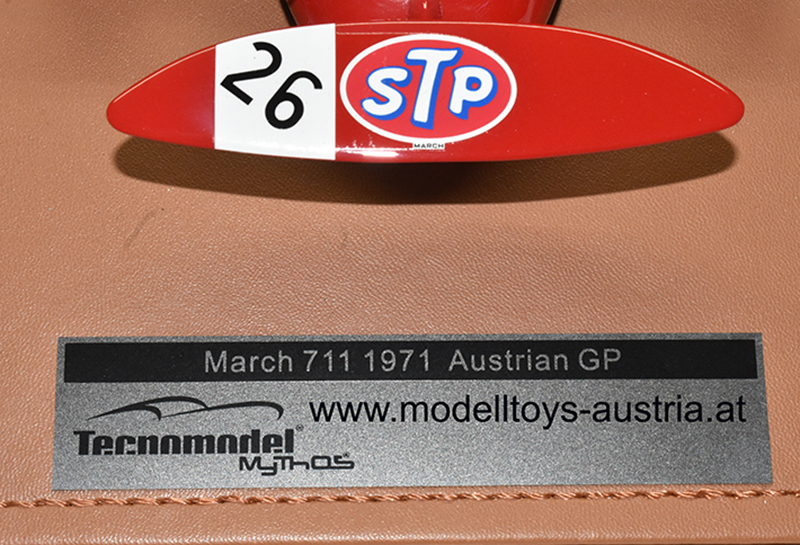 26
STP
MARCH
March 711 1971 Austrian GP
www.modelltoys-austria.at
Tecnomodel®
MyThOS